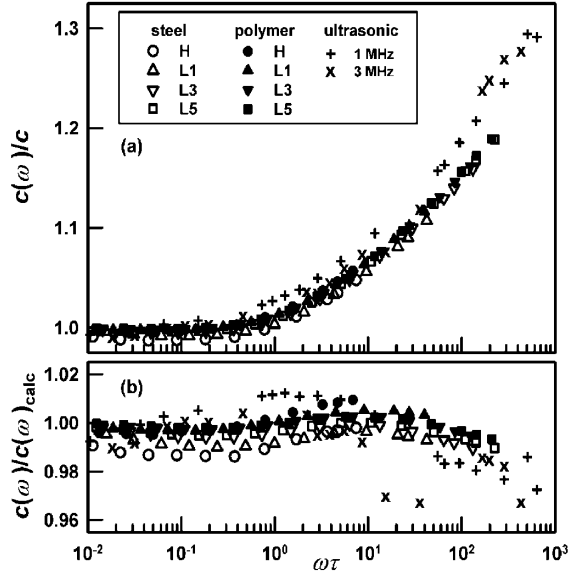 1.3
1.2
1.1
1.0
c(ω)/c
steel polymer ultrasonic
H H 1 MHz
L1 L1 3 MHz
L3 L3
L5 L5
(a)
1.02
1.00
0.98
0.96
c(ω)/c(ω)calc
(b)
10⁻² 10⁻¹ 10⁰ 10¹ 10² 10³
ωτ